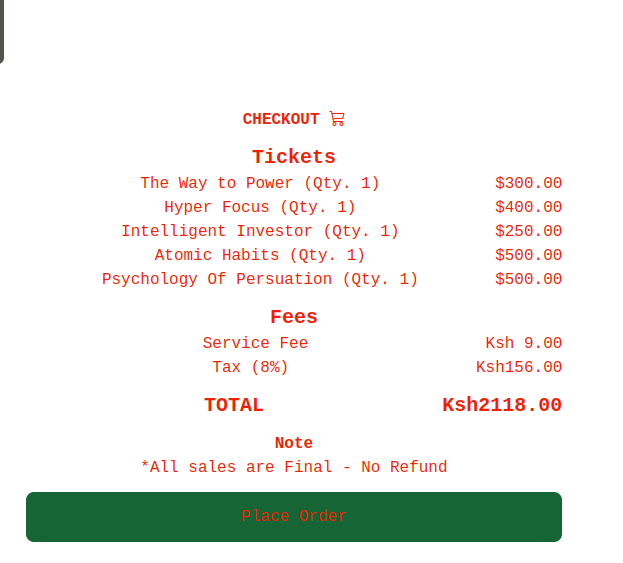 CHECKOUT
Tickets
The Way to Power (Qty. 1) $300.00
Hyper Focus (Qty. 1) $400.00
Intelligent Investor (Qty. 1) $250.00
Atomic Habits (Qty. 1) $500.00
Psychology Of Persuation (Qty. 1) $500.00
Fees
Service Fee Ksh 9.00
Tax (8%) Ksh156.00
TOTAL Ksh2118.00
Note
*All sales are Final - No Refund
Place Order